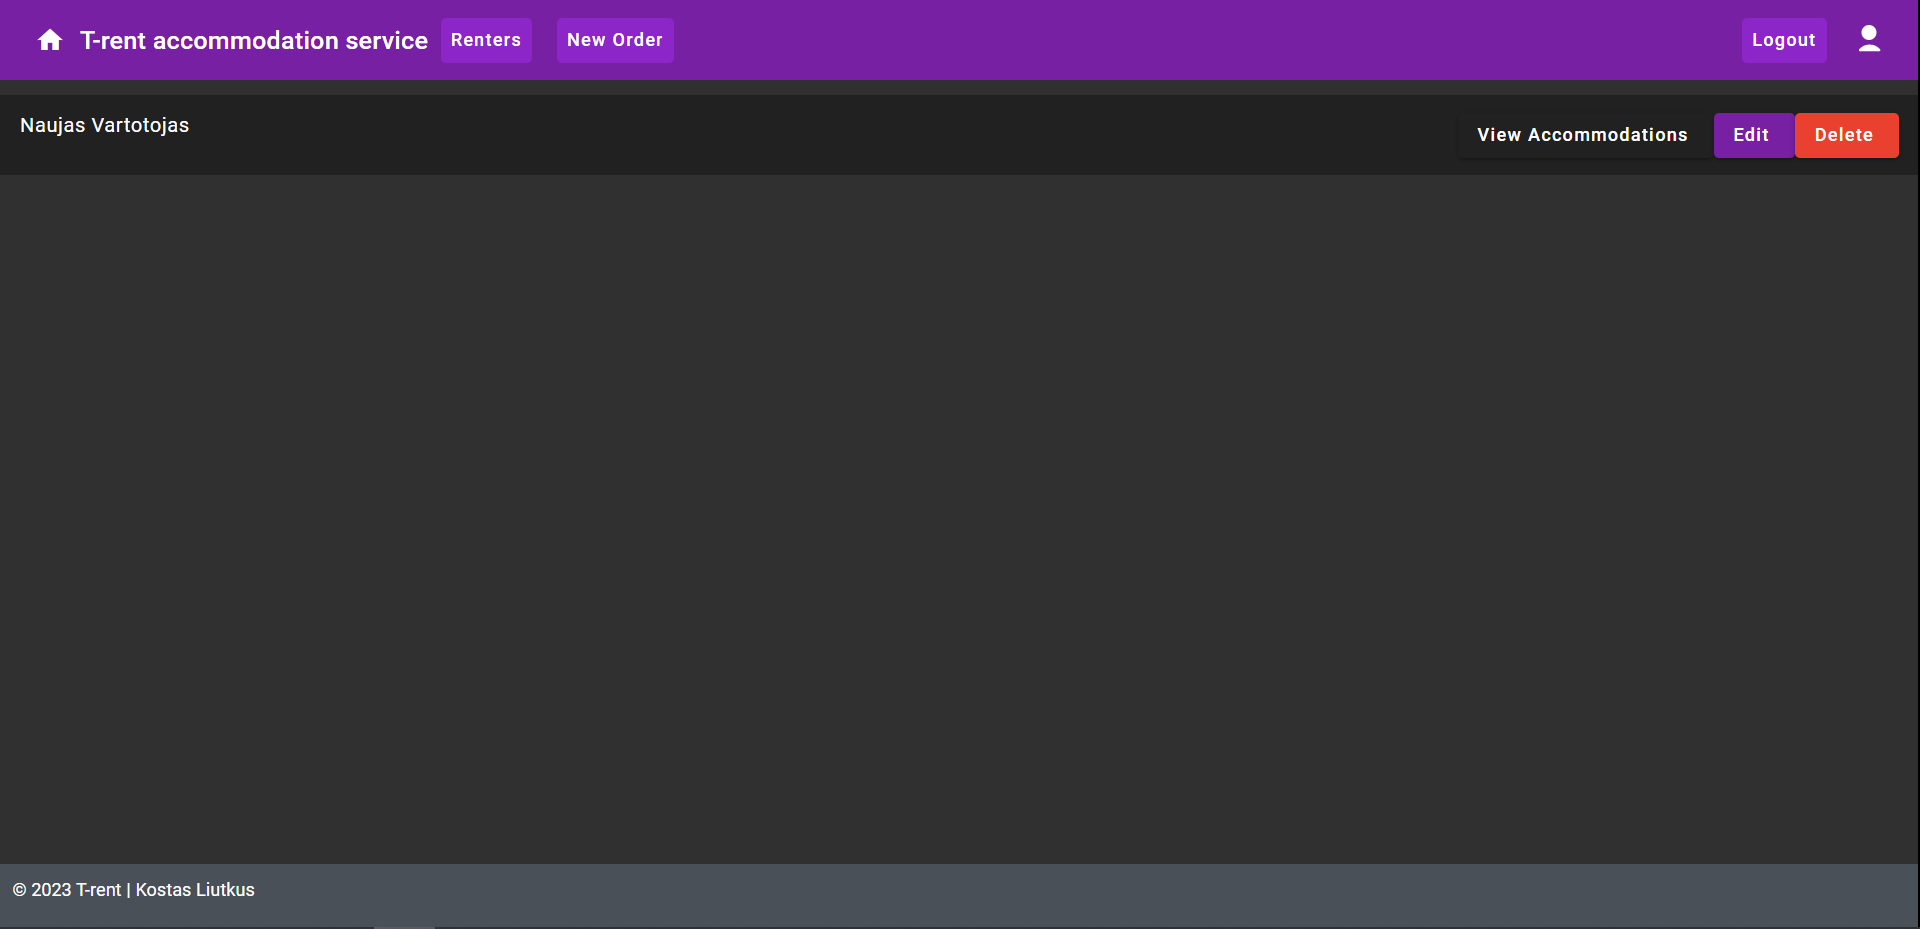 T-rent accommodation service Renters New Order Logout
Naujas Vartotojas View Accommodations Edit Delete
© 2023 T-rent | Kostas Liutkus